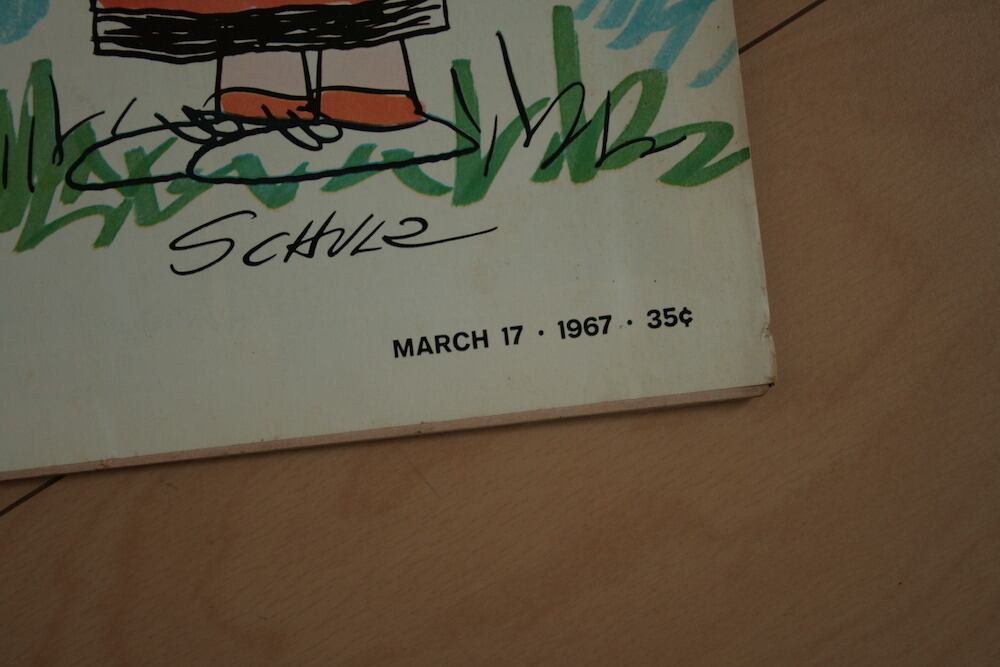 SCHULZ
MARCH 17 · 1967 · 35¢